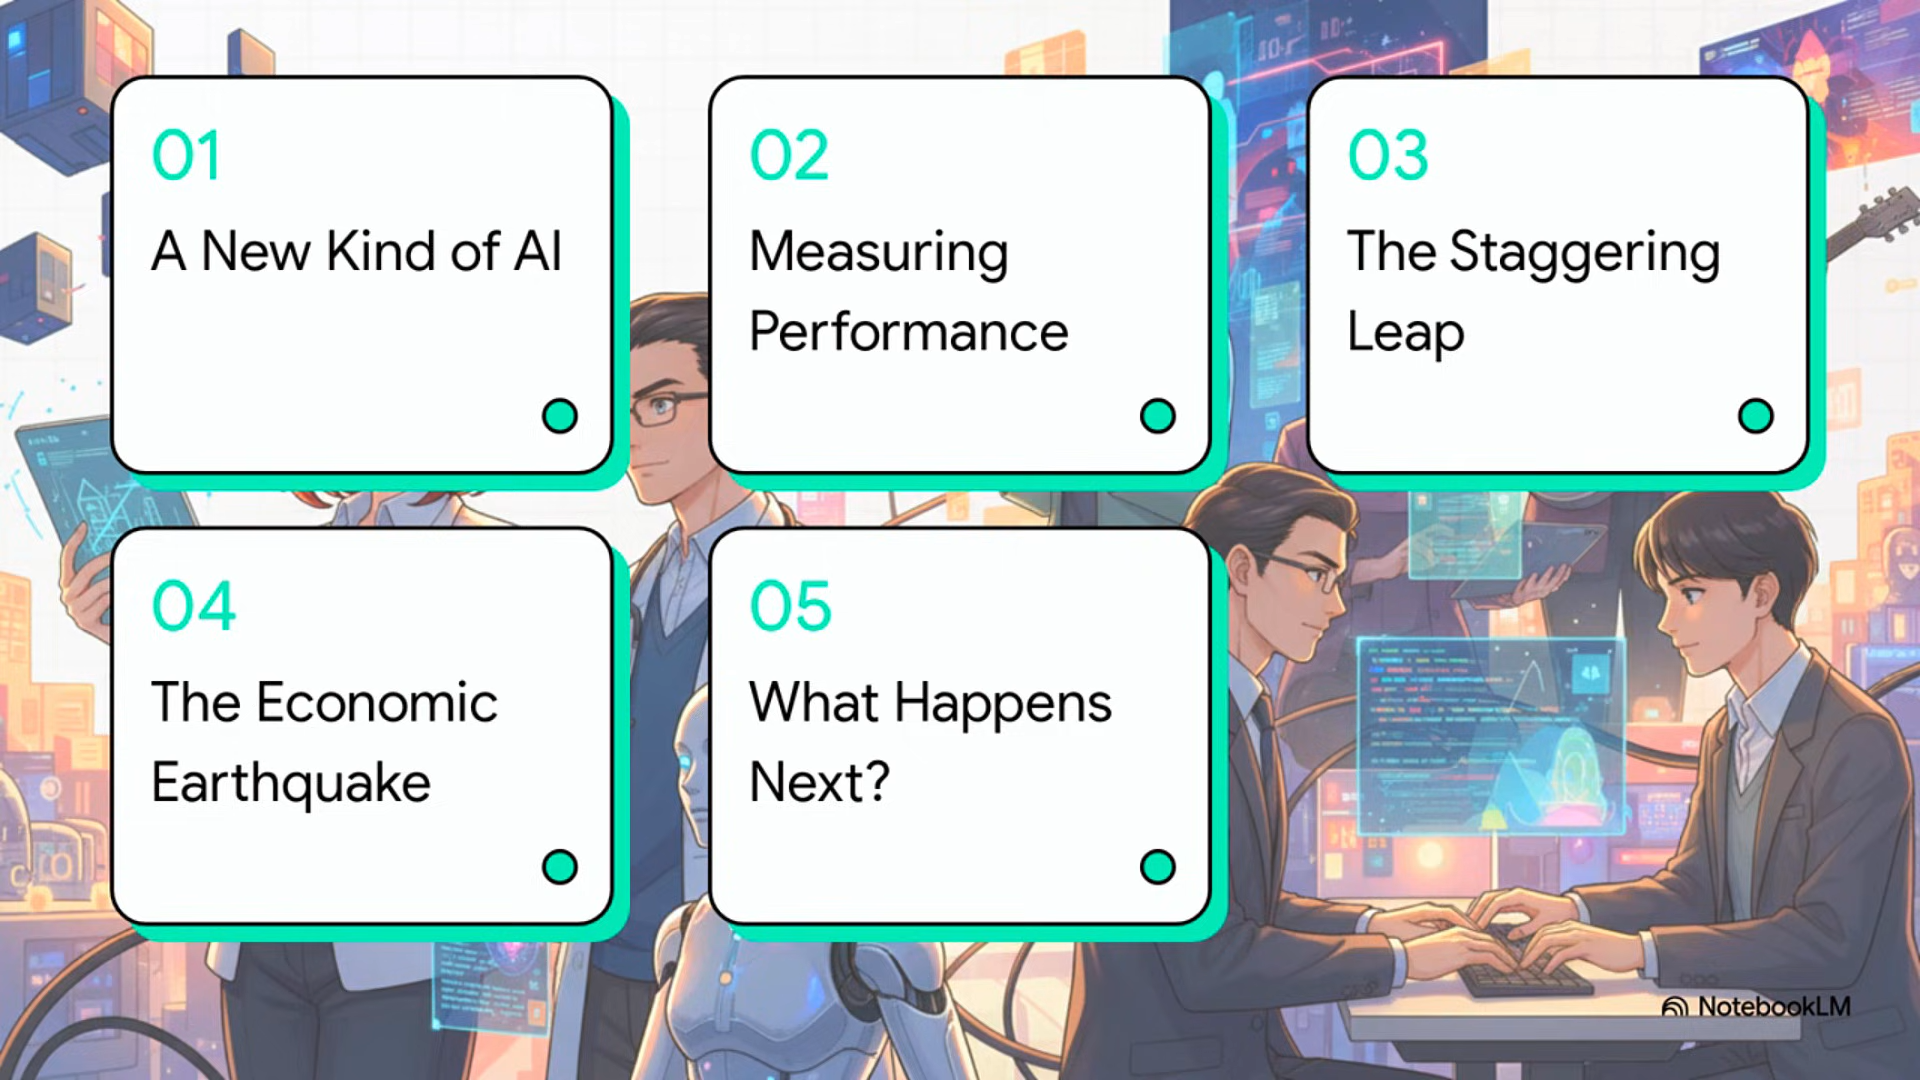 01
A New Kind of AI
02
Measuring
Performance
03
The Staggering
Leap
04
The Economic
Earthquake
05
What Happens
Next?
NotebookLM